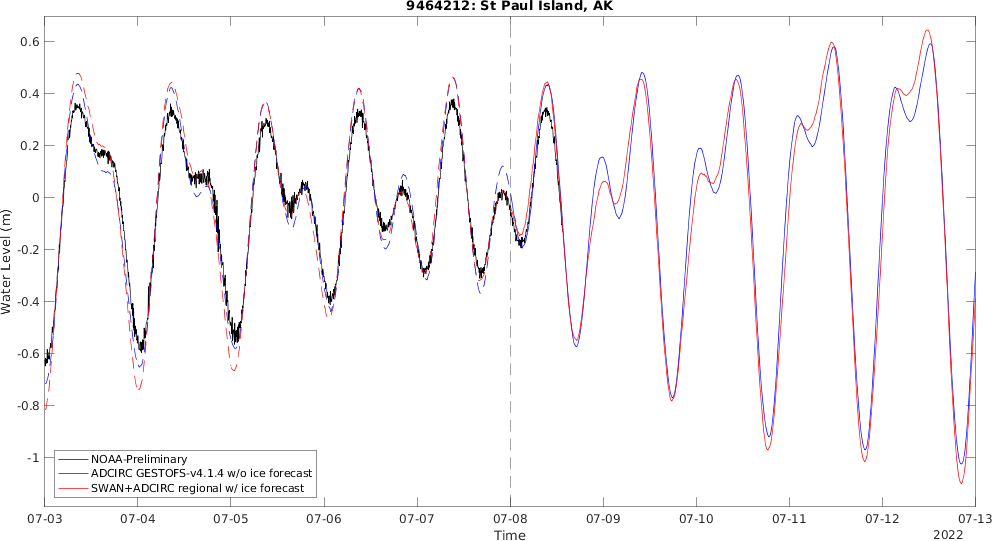 9464212: St Paul Island, AK
Water Level (m)
0.6
0.4
0.2
0
-0.2
-0.4
-0.6
-0.8
-1
NOAA-Preliminary
ADCIRC GESTOFS-v4.1.4 w/o ice forecast
SWAN+ADCIRC regional w/ ice forecast
07-03 07-04 07-05 07-06 07-07 07-08 07-09 07-10 07-11 07-12 07-13
Time
2022